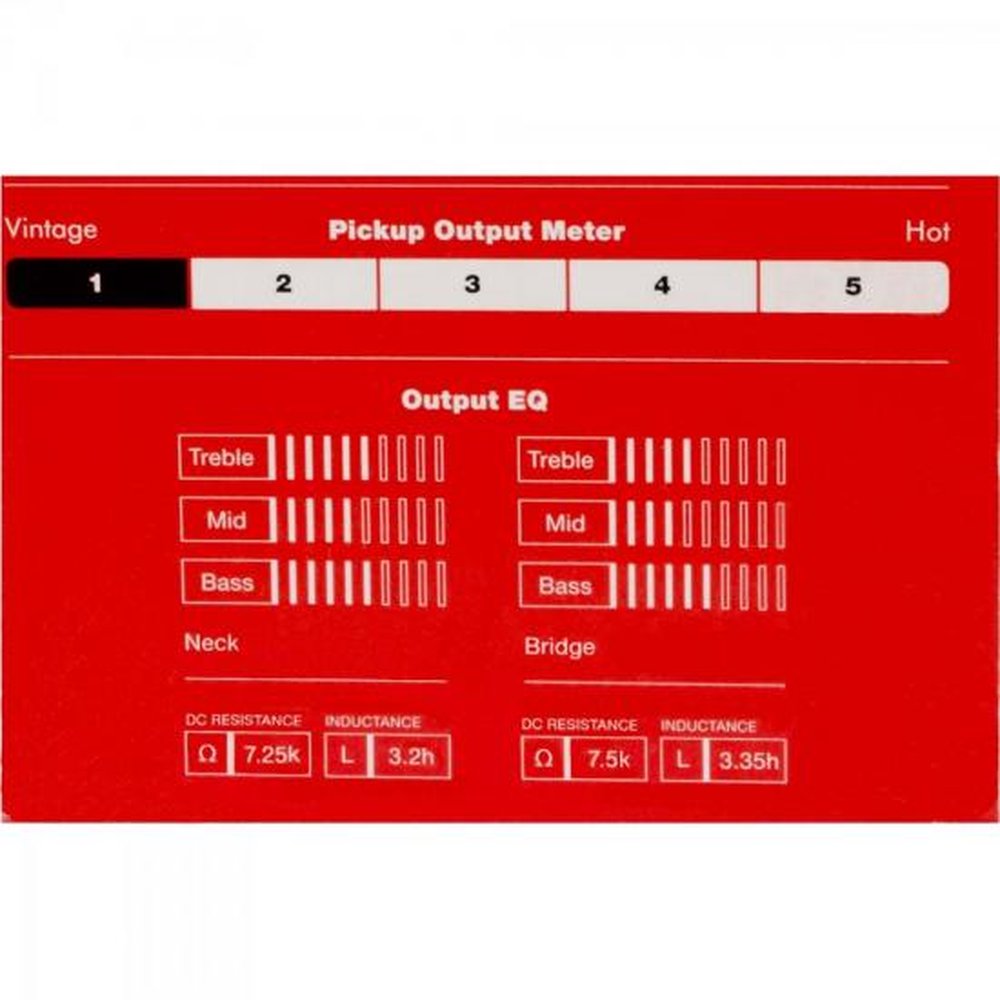 Vintage Pickup Output Meter Hot
1 2 3 4 5
Output EQ
Treble
Mid
Bass
Neck
DC RESISTANCE INDUCTANCE
Ω 7.25k L 3.2h
Treble
Mid
Bass
Bridge
DC RESISTANCE INDUCTANCE
Ω 7.5k L 3.35h